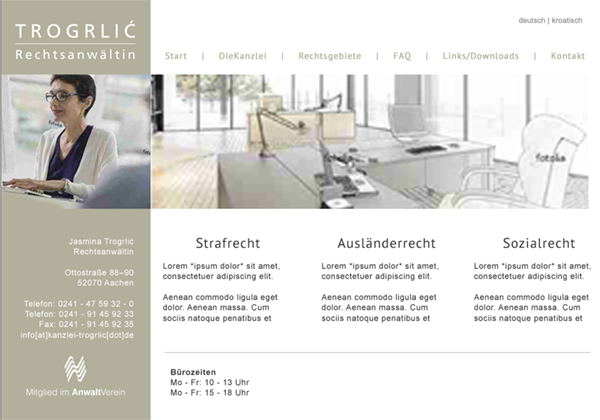 TROGRLIĆ
Rechtsanwältin
deutsch | kroatisch
Start | DieKanzlei | Rechtsgebiete | FAQ | Links/Downloads | Kontakt
fotolia
Jasmina Trogrlić
Rechtsanwältin
Ottostraße 88–90
52070 Aachen
Telefon: 0241 - 47 59 32 - 0
Telefon: 0241 - 91 45 92 33
Fax: 0241 - 91 45 92 35
info[at]kanzlei-trogrlic[dot]de
Mitglied im AnwaltVerein
Strafrecht
Lorem "ipsum dolor" sit amet,
consectetuer adipiscing elit.
Aenean commodo ligula eget
dolor. Aenean massa. Cum
sociis natoque penatibus et
Ausländerrecht
Lorem "ipsum dolor" sit amet,
consectetuer adipiscing elit.
Aenean commodo ligula eget
dolor. Aenean massa. Cum
sociis natoque penatibus et
Sozialrecht
Lorem "ipsum dolor" sit amet,
consectetuer adipiscing elit.
Aenean commodo ligula eget
dolor. Aenean massa. Cum
sociis natoque penatibus et
Bürozeiten
Mo - Fr: 10 - 13 Uhr
Mo - Fr: 15 - 18 Uhr